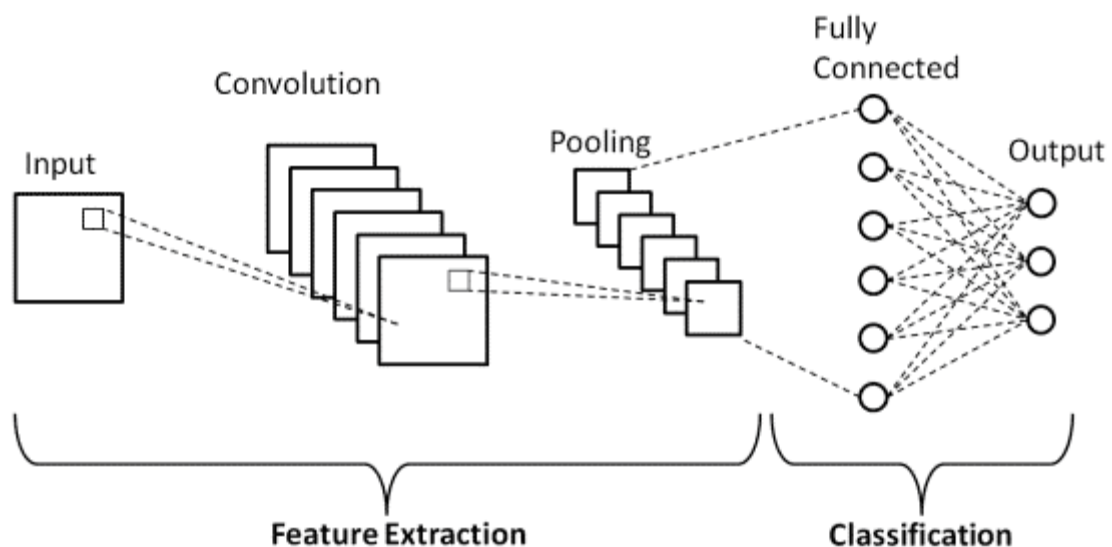 Input
Convolution
Pooling
Fully
Connected
Output
Feature Extraction
Classification